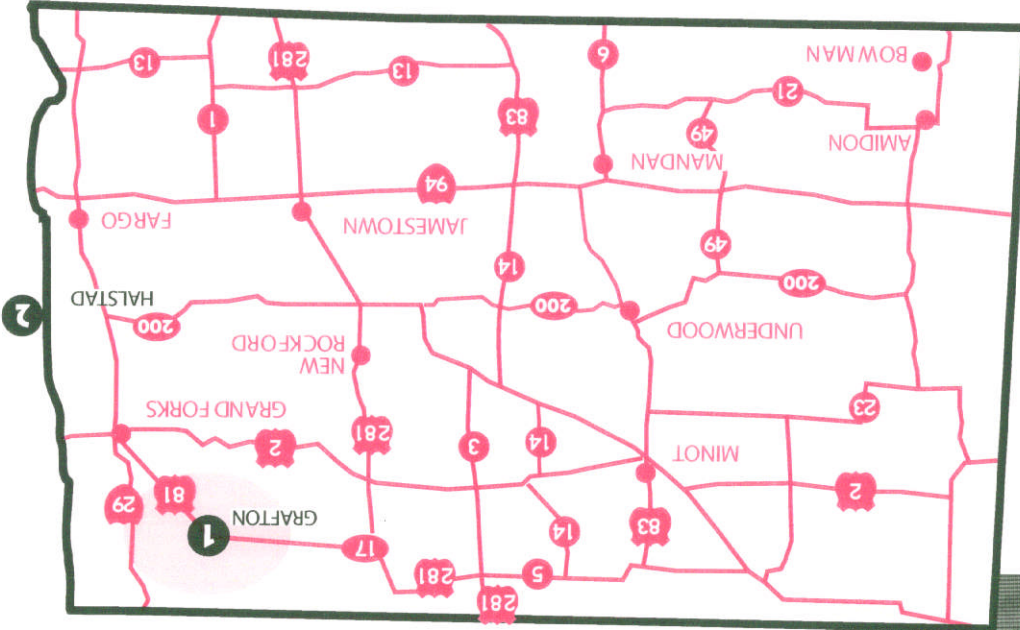 281
5
281
83
14
17
GRAFTON
1
2
81
29
MINOT
14
3
281
2
23
GRAND FORKS
NEW
ROCKFORD
UNDERWOOD
200
2
200
200
HALSTAD
49
14
JAMESTOWN
FARGO
94
MANDAN
AMIDON
49
83
1
21
BOWMAN
6
13
281
13